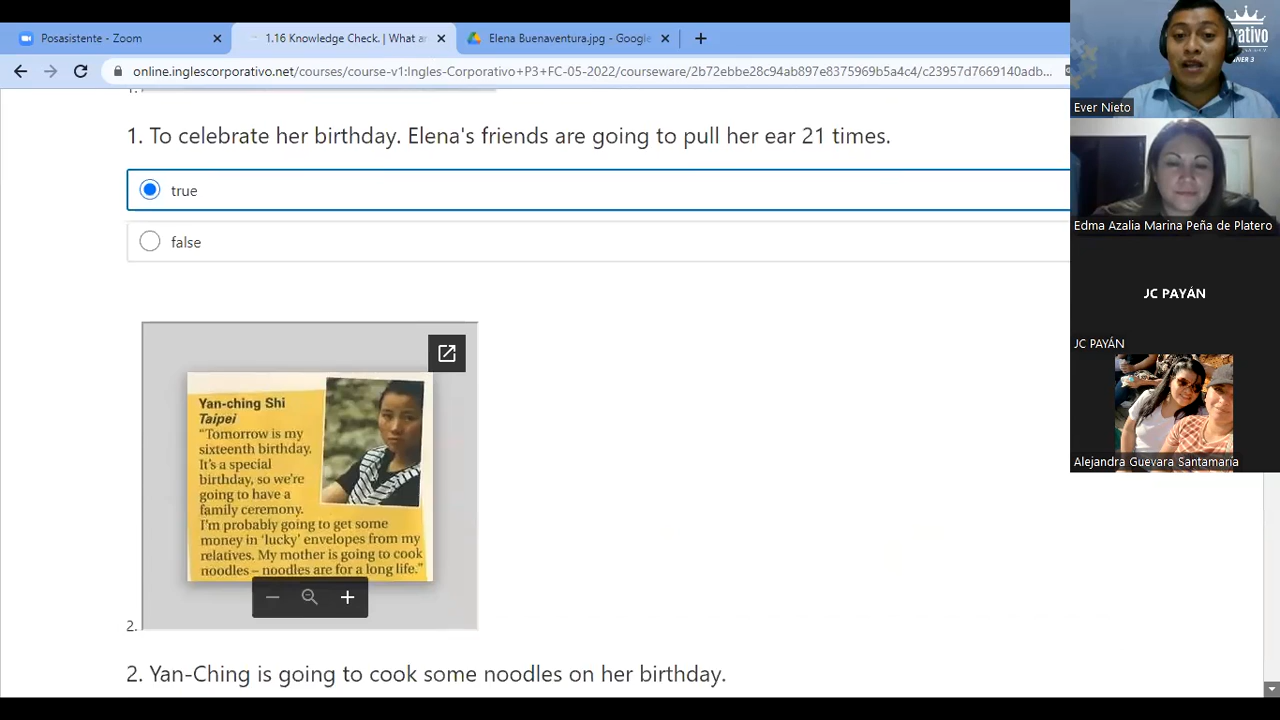 Posasistente - Zoom
1.16 Knowledge Check. | What ar
Elena Buenaventura.jpg - Google
online.inglescorporativo.net/courses/course-v1:Ingles-Corporativo+P3+FC-05-2022/courseware/2b72ebbe28c94ab897e8375969b5a4c4/c23957d7669140adb...
1. To celebrate her birthday. Elena's friends are going to pull her ear 21 times.
true
false
Yan-ching Shi
Taipei
"Tomorrow is my
sixteenth birthday.
It's a special
birthday, so we're
going to have a
family ceremony.
I'm probably going to get some
money in 'lucky' envelopes from my
relatives. My mother is going to cook
noodles – noodles are for a long life."
2.
2. Yan-Ching is going to cook some noodles on her birthday.
Ever Nieto
Edma Azalia Marina Peña de Platero
JC PAYÁN
JC PAYÁN
Alejandra Guevara Santamaría